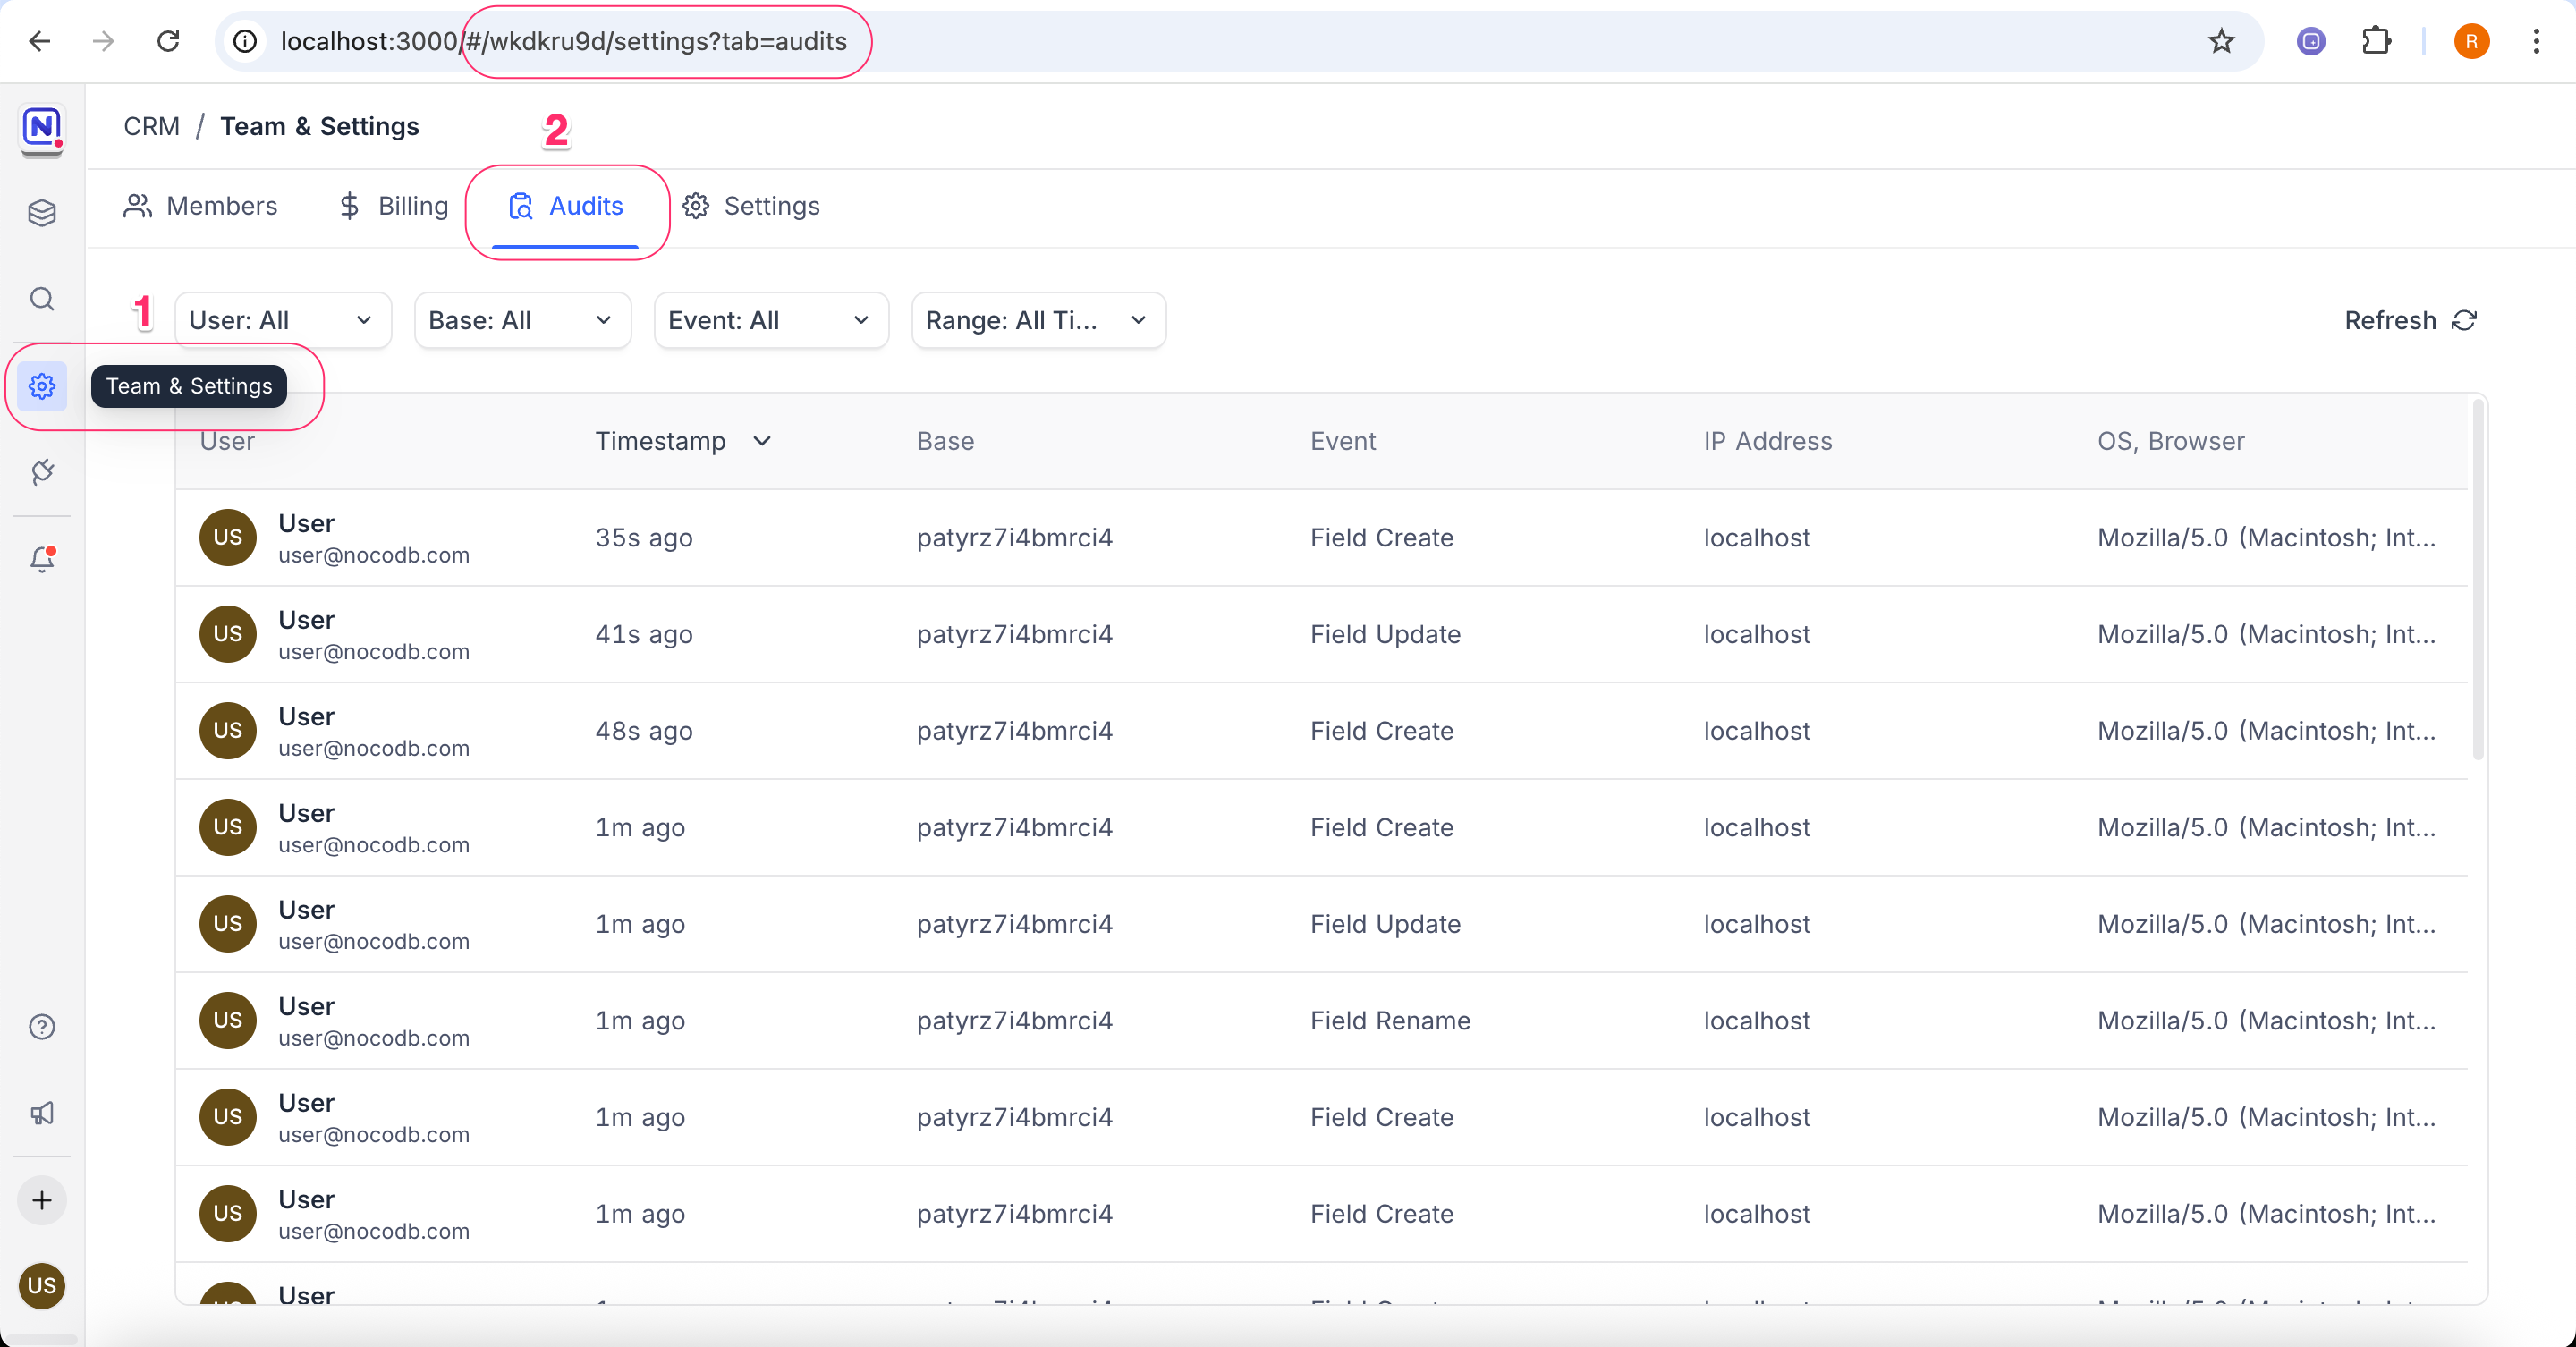 localhost:3000/#/wkdkru9d/settings?tab=audits
R
N
CRM / Team & Settings
2
Members
Billing
Audits
Settings
1
User: All
Base: All
Event: All
Range: All Ti...
Refresh
Team & Settings
User Timestamp Base Event IP Address OS, Browser
US User user@nocodb.com 35s ago patyrz7i4bmrci4 Field Create localhost Mozilla/5.0 (Macintosh; Int...
US User user@nocodb.com 41s ago patyrz7i4bmrci4 Field Update localhost Mozilla/5.0 (Macintosh; Int...
US User user@nocodb.com 48s ago patyrz7i4bmrci4 Field Create localhost Mozilla/5.0 (Macintosh; Int...
US User user@nocodb.com 1m ago patyrz7i4bmrci4 Field Create localhost Mozilla/5.0 (Macintosh; Int...
US User user@nocodb.com 1m ago patyrz7i4bmrci4 Field Update localhost Mozilla/5.0 (Macintosh; Int...
US User user@nocodb.com 1m ago patyrz7i4bmrci4 Field Rename localhost Mozilla/5.0 (Macintosh; Int...
US User user@nocodb.com 1m ago patyrz7i4bmrci4 Field Create localhost Mozilla/5.0 (Macintosh; Int...
US User user@nocodb.com 1m ago patyrz7i4bmrci4 Field Create localhost Mozilla/5.0 (Macintosh; Int...
User
US